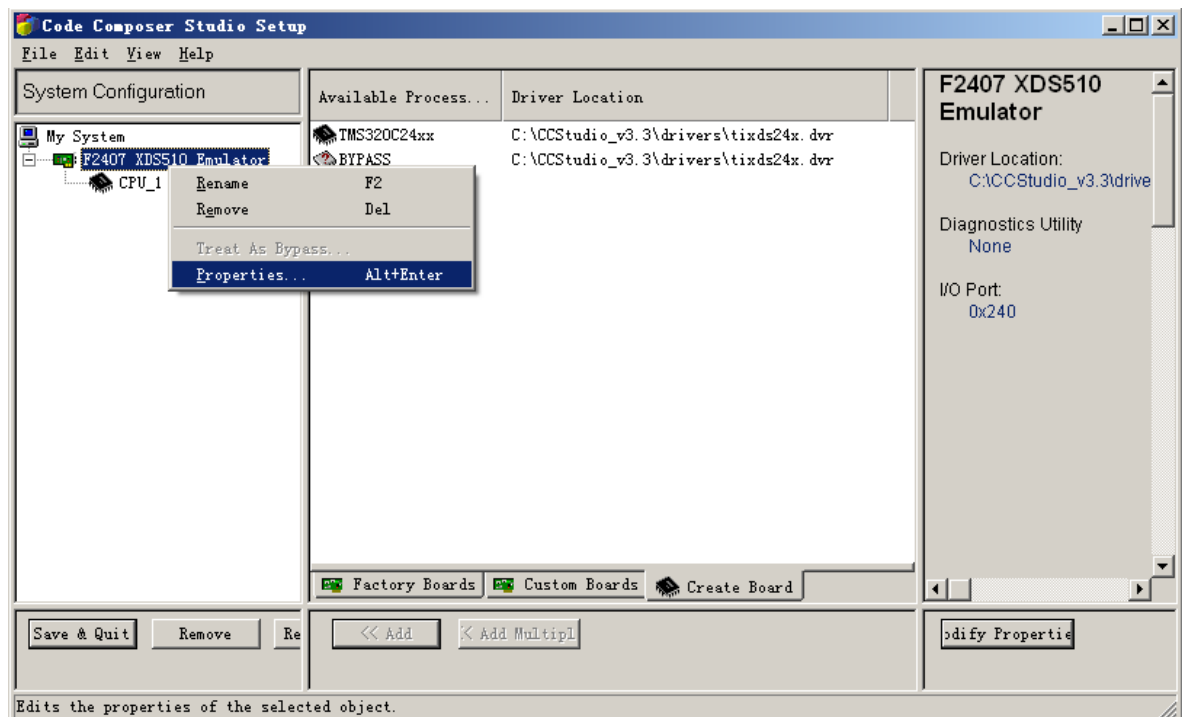 Code Composer Studio Setup
File Edit View Help
System Configuration
My System
F2407 XDS510 Emulator
CPU_1
Rename F2
Remove Del
Treat As Bypass...
Properties... Alt+Enter
Available Process... Driver Location
TMS320C24xx C:\CCStudio_v3.3\drivers\tixds24x.dvr
BYPASS C:\CCStudio_v3.3\drivers\tixds24x.dvr
Factory Boards Custom Boards Create Board
F2407 XDS510
Emulator
Driver Location:
C:\CCStudio_v3.3\drive
Diagnostics Utility
None
I/O Port:
0x240
Save & Quit Remove Re
<< Add < Add Multipl
odify Propertie
Edits the properties of the selected object.